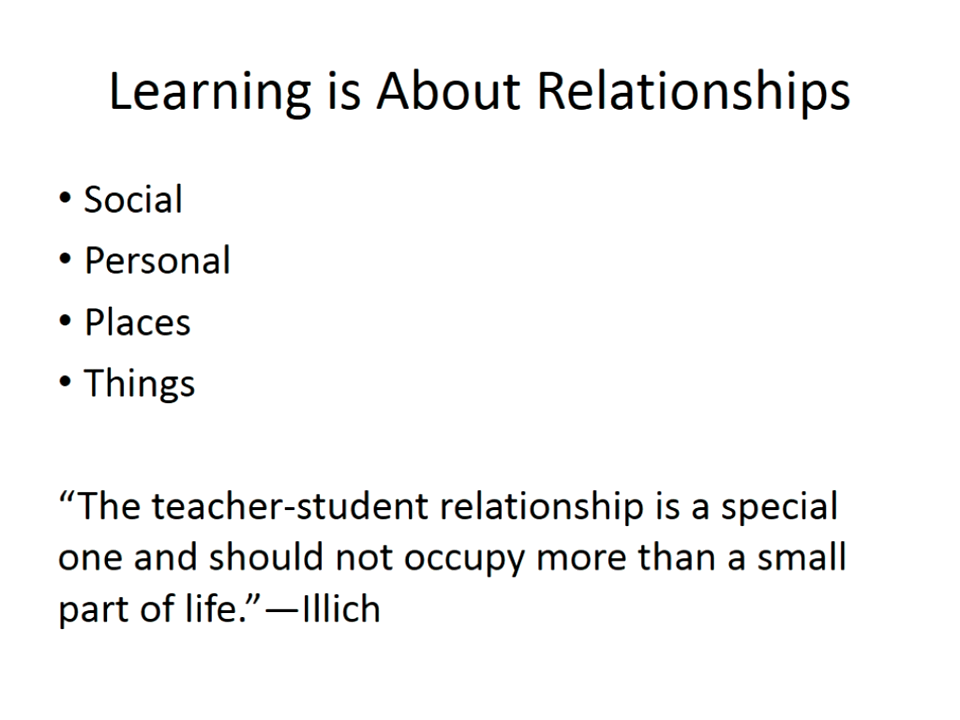 Learning is About Relationships
• Social
• Personal
• Places
• Things
“The teacher-student relationship is a special
one and should not occupy more than a small
part of life.”—Illich